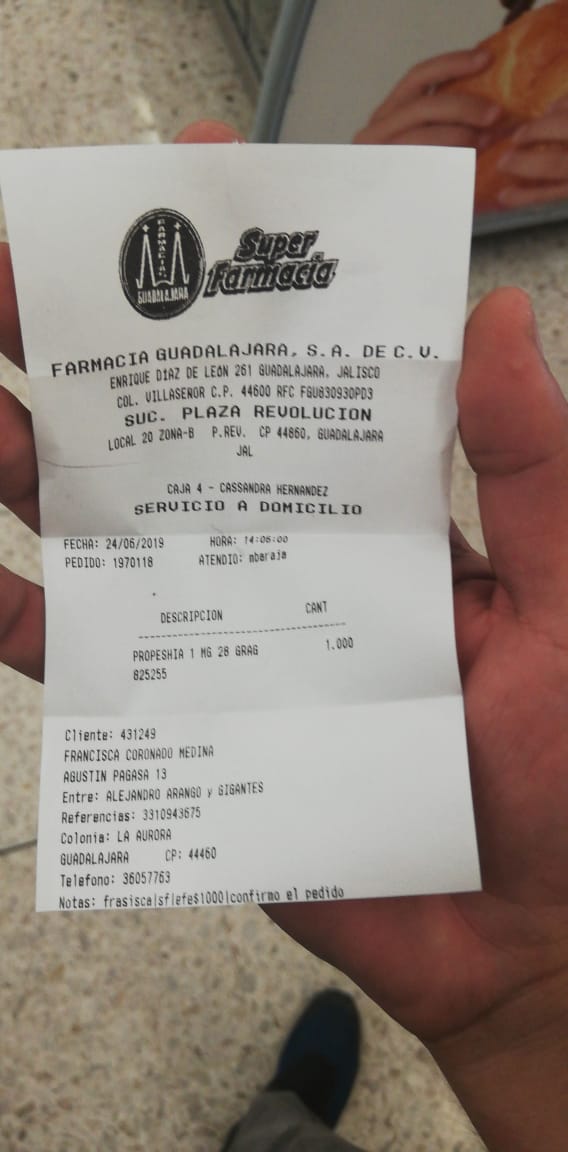 FARMACIAS
GUADALAJARA
Super
Farmacia
FARMACIA GUADALAJARA, S.A. DE C.V.
ENRIQUE DIAZ DE LEON 261 GUADALAJARA, JALISCO
COL. VILLASENOR C.P. 44600 RFC FGU830930PD3
SUC. PLAZA REVOLUCION
LOCAL 20 ZONA-B P.REV. CP 44860, GUADALAJARA
JAL
CAJA 4 - CASSANDRA HERNANDEZ
SERVICIO A DOMICILIO
FECHA: 24/06/2019 HORA: 14:06:00
PEDIDO: 1970118 ATENDIO: mbaraja
DESCRIPCION CANT
PROPESHIA 1 MG 28 GRAG 1.000
825255
Cliente: 431249
FRANCISCA CORONADO MEDINA
AGUSTIN PAGASA 13
Entre: ALEJANDRO ARANGO y GIGANTES
Referencias: 3310943675
Colonia: LA AURORA
GUADALAJARA CP: 44460
Telefono: 36057763
Notas: frasisca|sf|efe$1000|confirmo el pedido